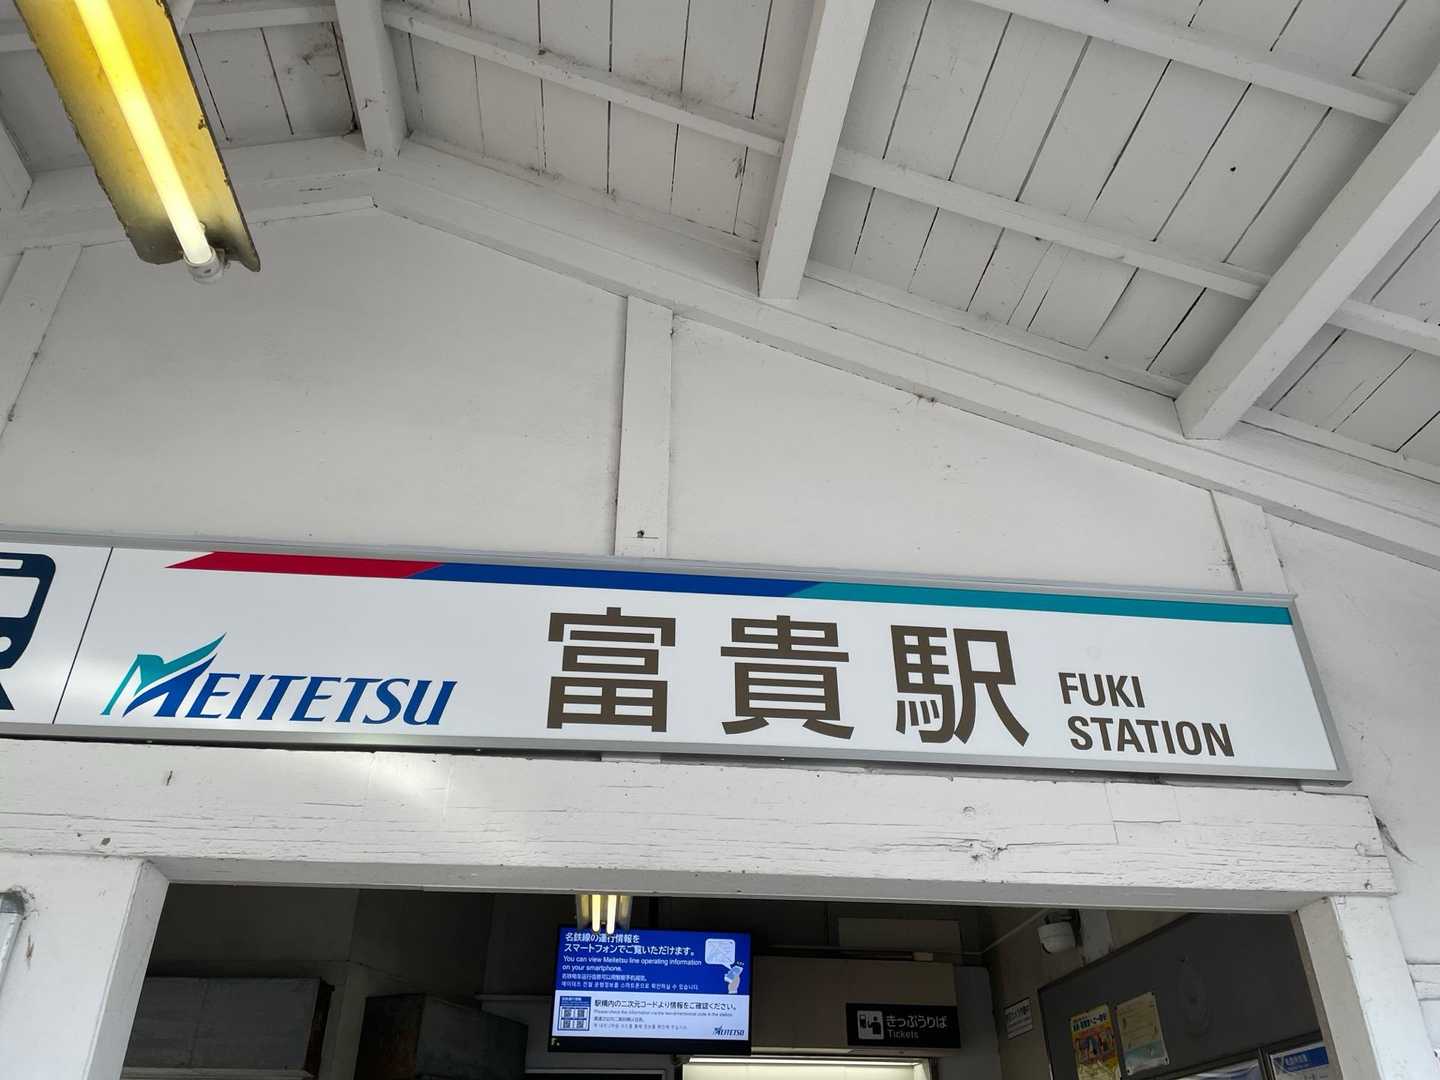 MEITETSU
富貴駅
FUKI
STATION
名鉄線の運行情報を
スマートフォンでご覧いただけます。
You can view Meitetsu line operating information
on your smartphone.
駅構内の二次元コードより情報をご確認ください。
MEITETSU
きっぷうりば
Tickets